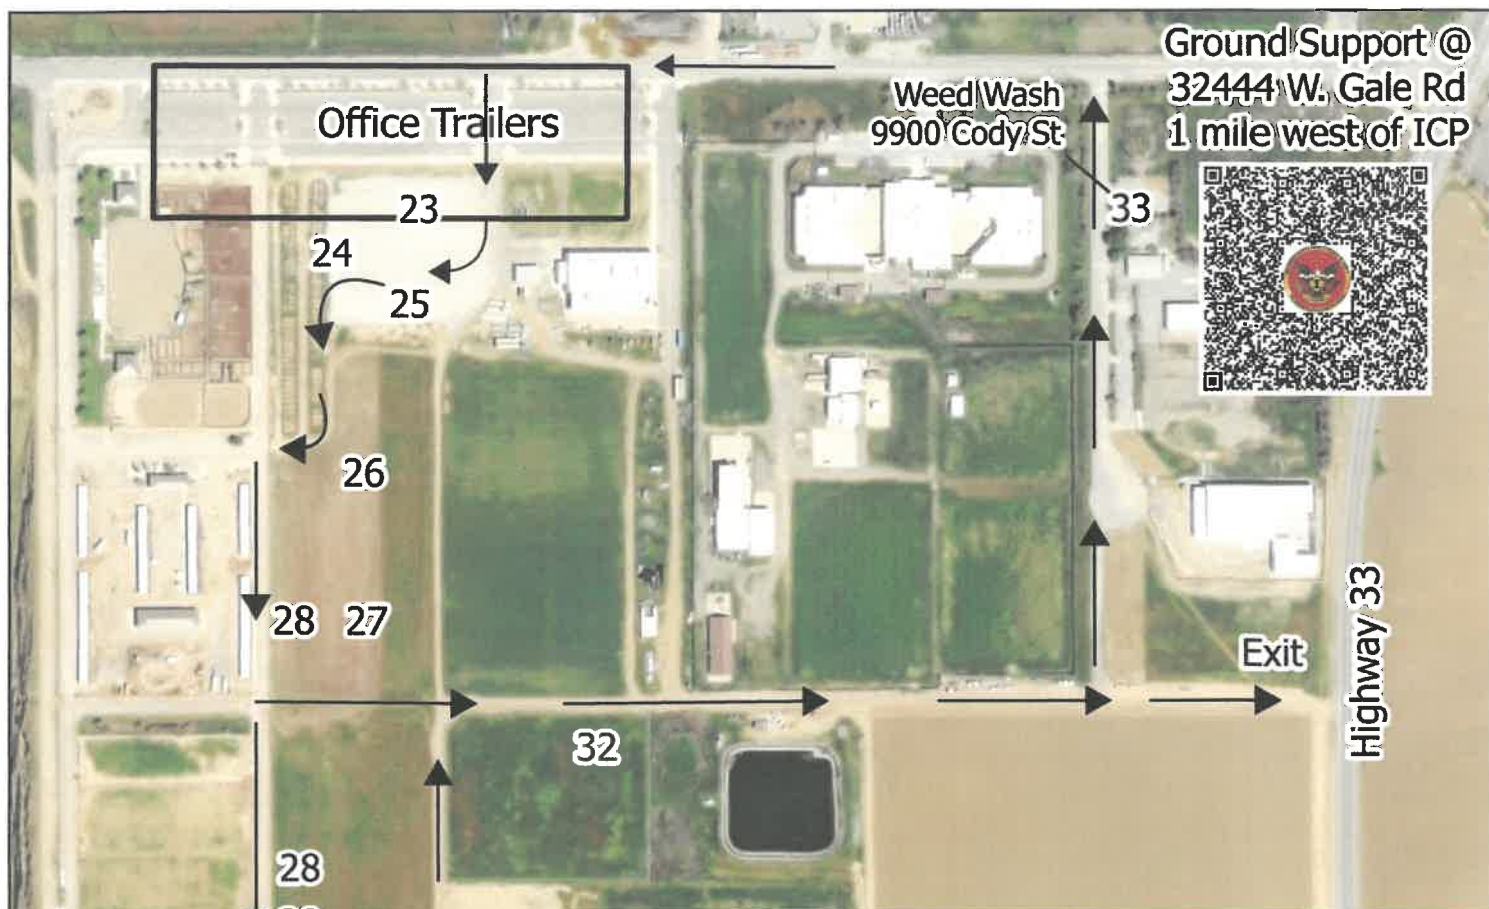 Ground Support @
32444 W. Gale Rd
1 mile west of ICP
Weed Wash
9900 Cody St
Office Trailers
23
33
24
25
26
28
27
Exit
Highway 33
32
28